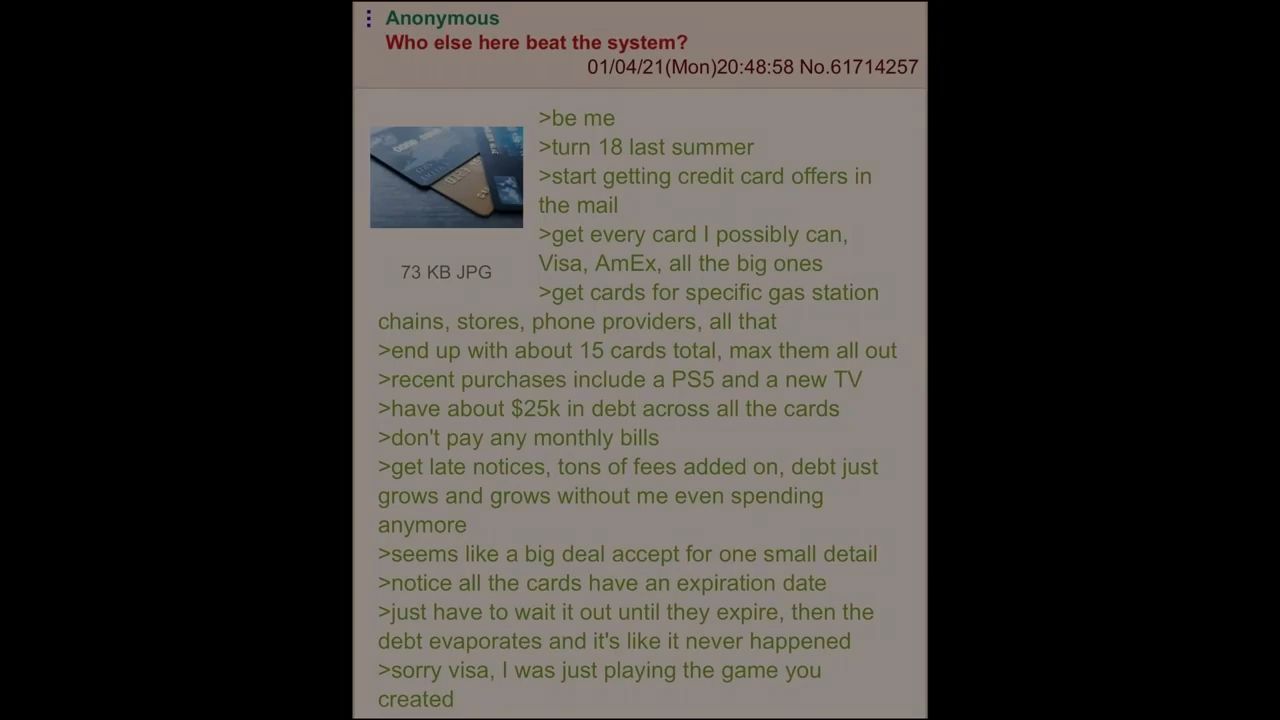 Anonymous
Who else here beat the system?
01/04/21(Mon)20:48:58 No.61714257
>be me
>turn 18 last summer
>start getting credit card offers in
the mail
>get every card I possibly can,
Visa, AmEx, all the big ones
73 KB JPG
>get cards for specific gas station
chains, stores, phone providers, all that
>end up with about 15 cards total, max them all out
>recent purchases include a PS5 and a new TV
>have about $25k in debt across all the cards
>don't pay any monthly bills
>get late notices, tons of fees added on, debt just
grows and grows without me even spending
anymore
>seems like a big deal accept for one small detail
>notice all the cards have an expiration date
>just have to wait it out until they expire, then the
debt evaporates and it's like it never happened
>sorry visa, I was just playing the game you
created